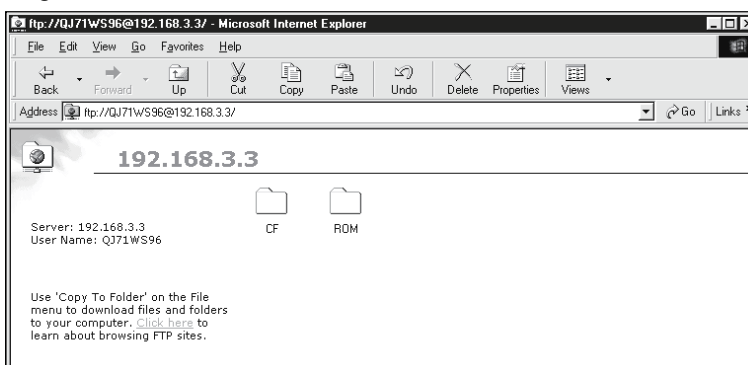 ftp://QJ71WS96@192.168.3.3/ - Microsoft Internet Explorer
File Edit View Go Favorites Help
Back Forward Up Cut Copy Paste Undo Delete Properties Views
Address ftp://QJ71WS96@192.168.3.3/ Go Links
192.168.3.3
CF ROM
Server: 192.168.3.3
User Name: QJ71WS96
Use 'Copy To Folder' on the File
menu to download files and folders
to your computer. Click here to
learn about browsing FTP sites.